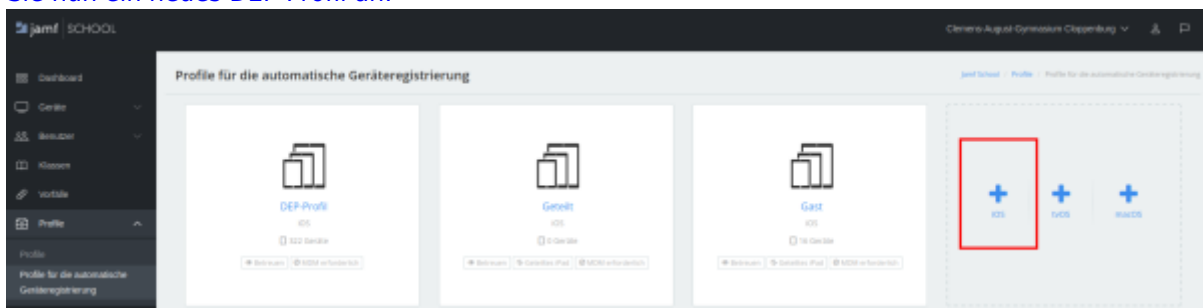 Sie nun ein neues DEP-Profil an.
jamf SCHOOL
Clemens-August-Gymnasium Cloppenburg
Dashboard
Profile für die automatische Geräteregistrierung
Jamf School / Profile / Profile für die automatische Geräteregistrierung
Geräte
Benutzer
Klassen
Vorfälle
Profile
Profile
Profile für die automatische
Geräteregistrierung
DEP-Profil
iOS
322 Geräte
Betreuen MDM erforderlich
Geteilt
iOS
0 Geräte
Betreuen Geteiltes iPad MDM erforderlich
Gast
iOS
16 Geräte
Betreuen Geteiltes iPad MDM erforderlich
iOS
tvOS
macOS